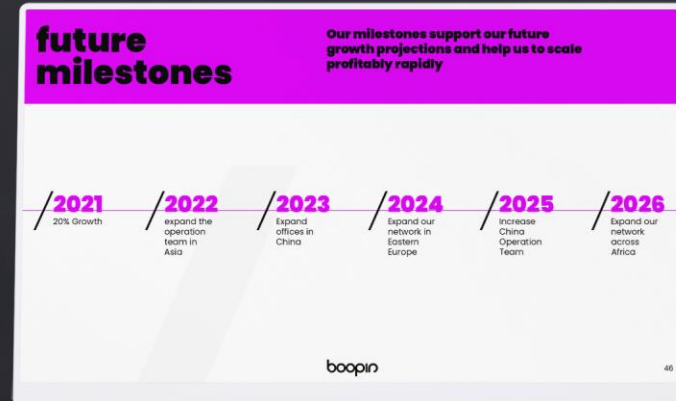 future
milestones
Our milestones support our future
growth projections and help us to scale
profitably rapidly
2021
20% Growth
2022
expand the
operation
team in
Asia
2023
Expand
offices in
China
2024
Expand our
network in
Eastern
Europe
2025
Increase
China
Operation
Team
2026
Expand our
network
across
Africa
boopin
46